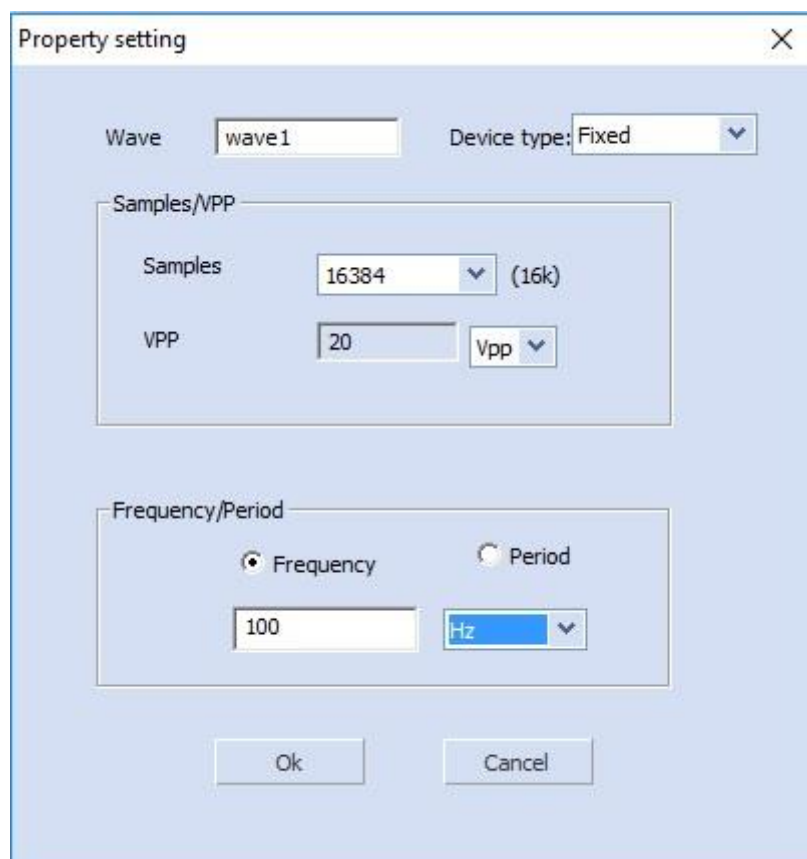 Property setting
Wave wave1 Device type: Fixed
Samples/VPP
Samples 16384 (16k)
VPP 20 Vpp
Frequency/Period
Frequency Period
100 Hz
Ok Cancel